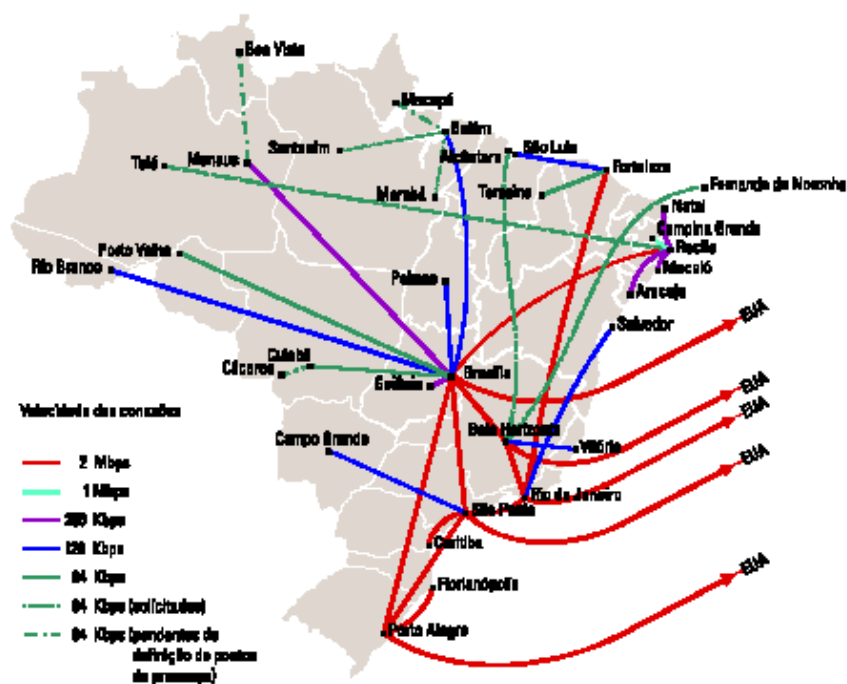 Boa Vista
Macapá
Belém
Santarém
Alcântara
São Luís
Tefé
Manaus
Fortaleza
Marabá
Teresina
Fernando de Noronha
Natal
Campina Grande
Recife
Maceió
Porto Velho
Rio Branco
Palmas
Aracaju
Salvador
EUA
Cuiabá
Cáceres
Goiânia
Brasília
EUA
EUA
Velocidade das conexões
Campo Grande
Belo Horizonte
Vitória
EUA
2 Mbps
1 Mbps
Rio de Janeiro
São Paulo
Kbps
128 Kbps
Curitiba
64 Kbps
Florianópolis
EUA
64 Kbps (solicitadas)
64 Kbps (pendentes de
definição de pontos
de presença)
Porto Alegre